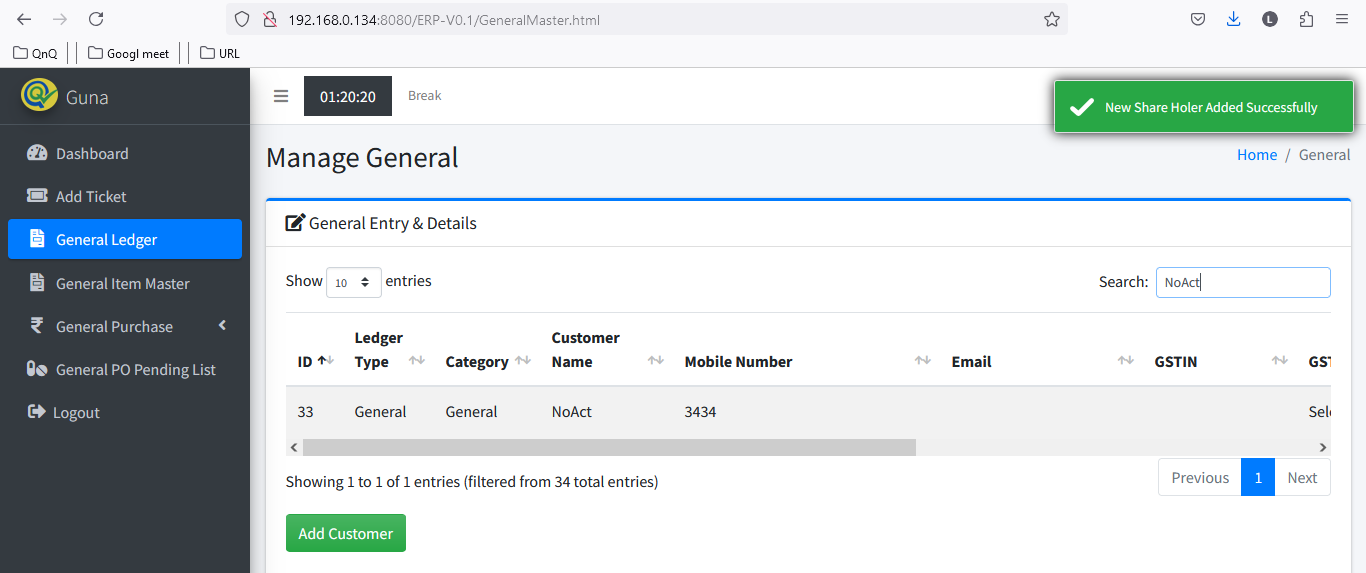 192.168.0.134:8080/ERP-V0.1/GeneralMaster.html
L
QnQ
Googl meet
URL
Guna
01:20:20
Break
New Share Holer Added Successfully
Dashboard
Add Ticket
General Ledger
General Item Master
General Purchase
General PO Pending List
Logout
Manage General
Home / General
General Entry & Details
Show 10 entries
Search: NoAct
ID Ledger Type Category Customer Name Mobile Number Email GSTIN
33 General General NoAct 3434
Showing 1 to 1 of 1 entries (filtered from 34 total entries)
Previous 1 Next
Add Customer